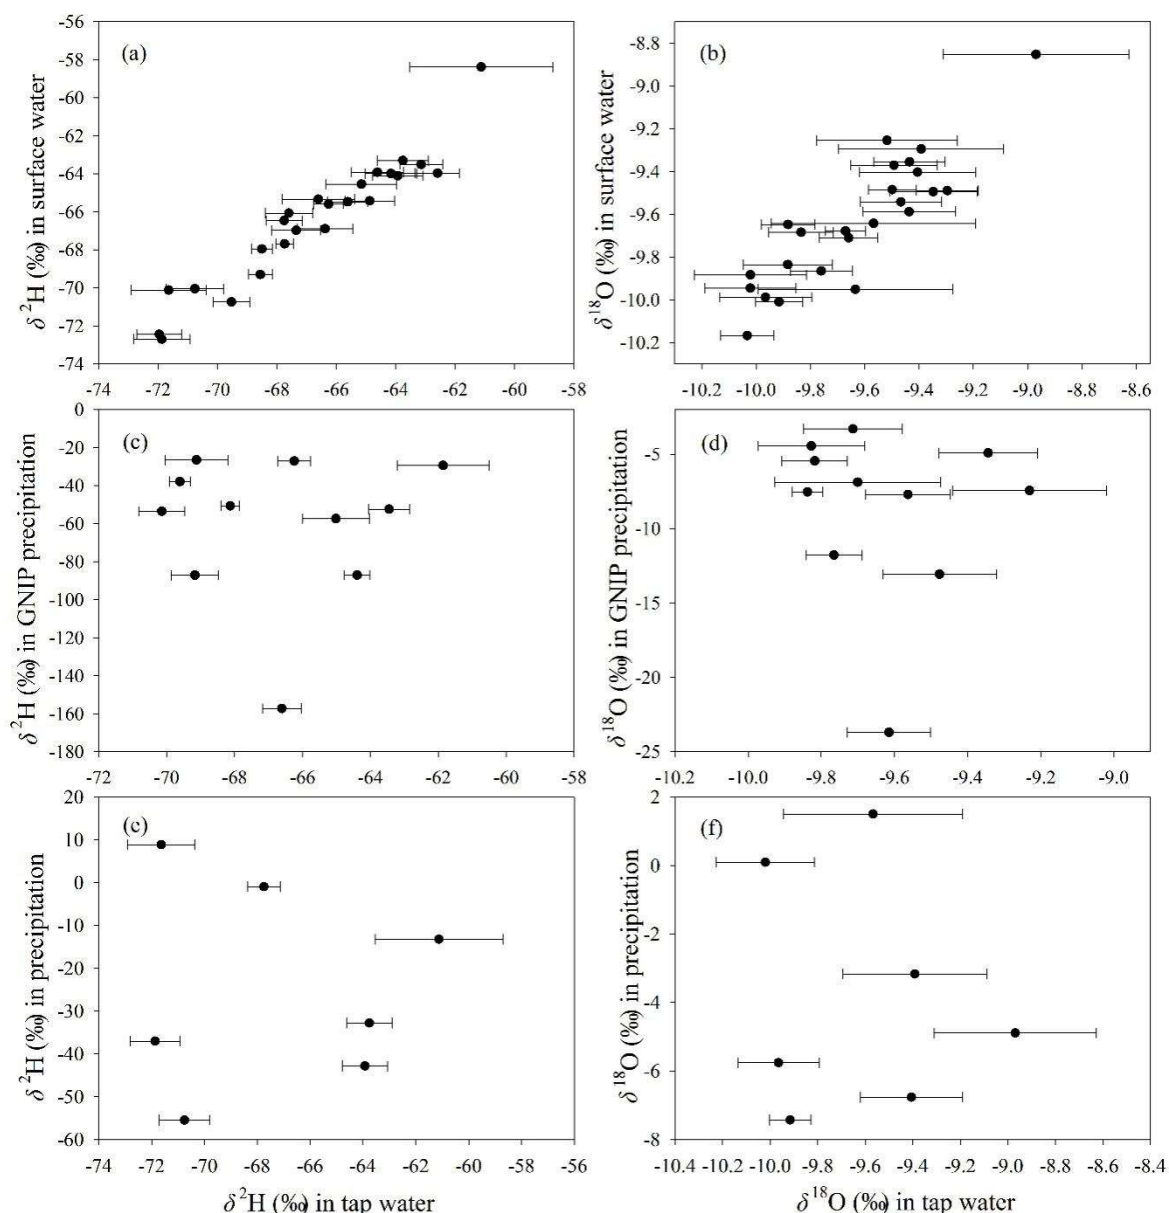 (a)
δ ²H (‰) in surface water
-56
-58
-60
-62
-64
-66
-68
-70
-72
-74
-74 -72 -70 -68 -66 -64 -62 -60 -58
(b)
δ¹⁸O (‰) in surface water
-8.8
-9.0
-9.2
-9.4
-9.6
-9.8
-10.0
-10.2
-10.2 -10.0 -9.8 -9.6 -9.4 -9.2 -9.0 -8.8 -8.6
(c)
δ ²H (‰) in GNIP precipitation
0
-20
-40
-60
-80
-100
-120
-140
-160
-180
-72 -70 -68 -66 -64 -62 -60 -58
(d)
δ¹⁸O (‰) in GNIP precipitation
-5
-10
-15
-20
-25
-10.2 -10.0 -9.8 -9.6 -9.4 -9.2 -9.0
(e)
δ ²H (‰) in precipitation
20
10
0
-10
-20
-30
-40
-50
-60
-74 -72 -70 -68 -66 -64 -62 -60 -58 -56
δ²H (‰) in tap water
(f)
δ¹⁸O (‰) in precipitation
2
0
-2
-4
-6
-8
-10.4 -10.2 -10.0 -9.8 -9.6 -9.4 -9.2 -9.0 -8.8 -8.6 -8.4
δ¹⁸O (‰) in tap water